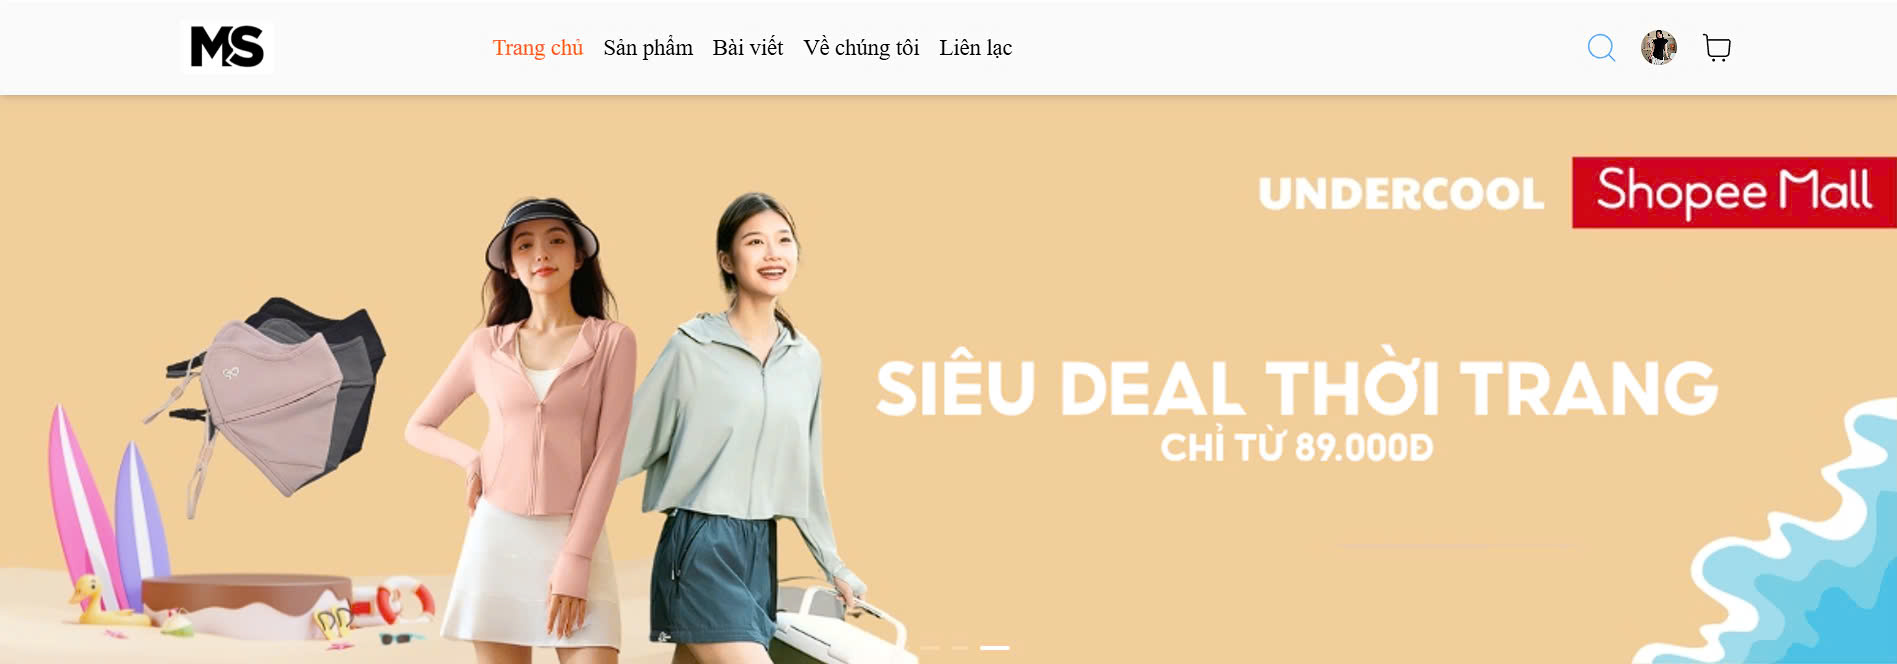 MS
Trang chủ Sản phẩm Bài viết Về chúng tôi Liên lạc
UNDERCOOL Shopee Mall
SIÊU DEAL THỜI TRANG
CHỈ TỪ 89.000Đ